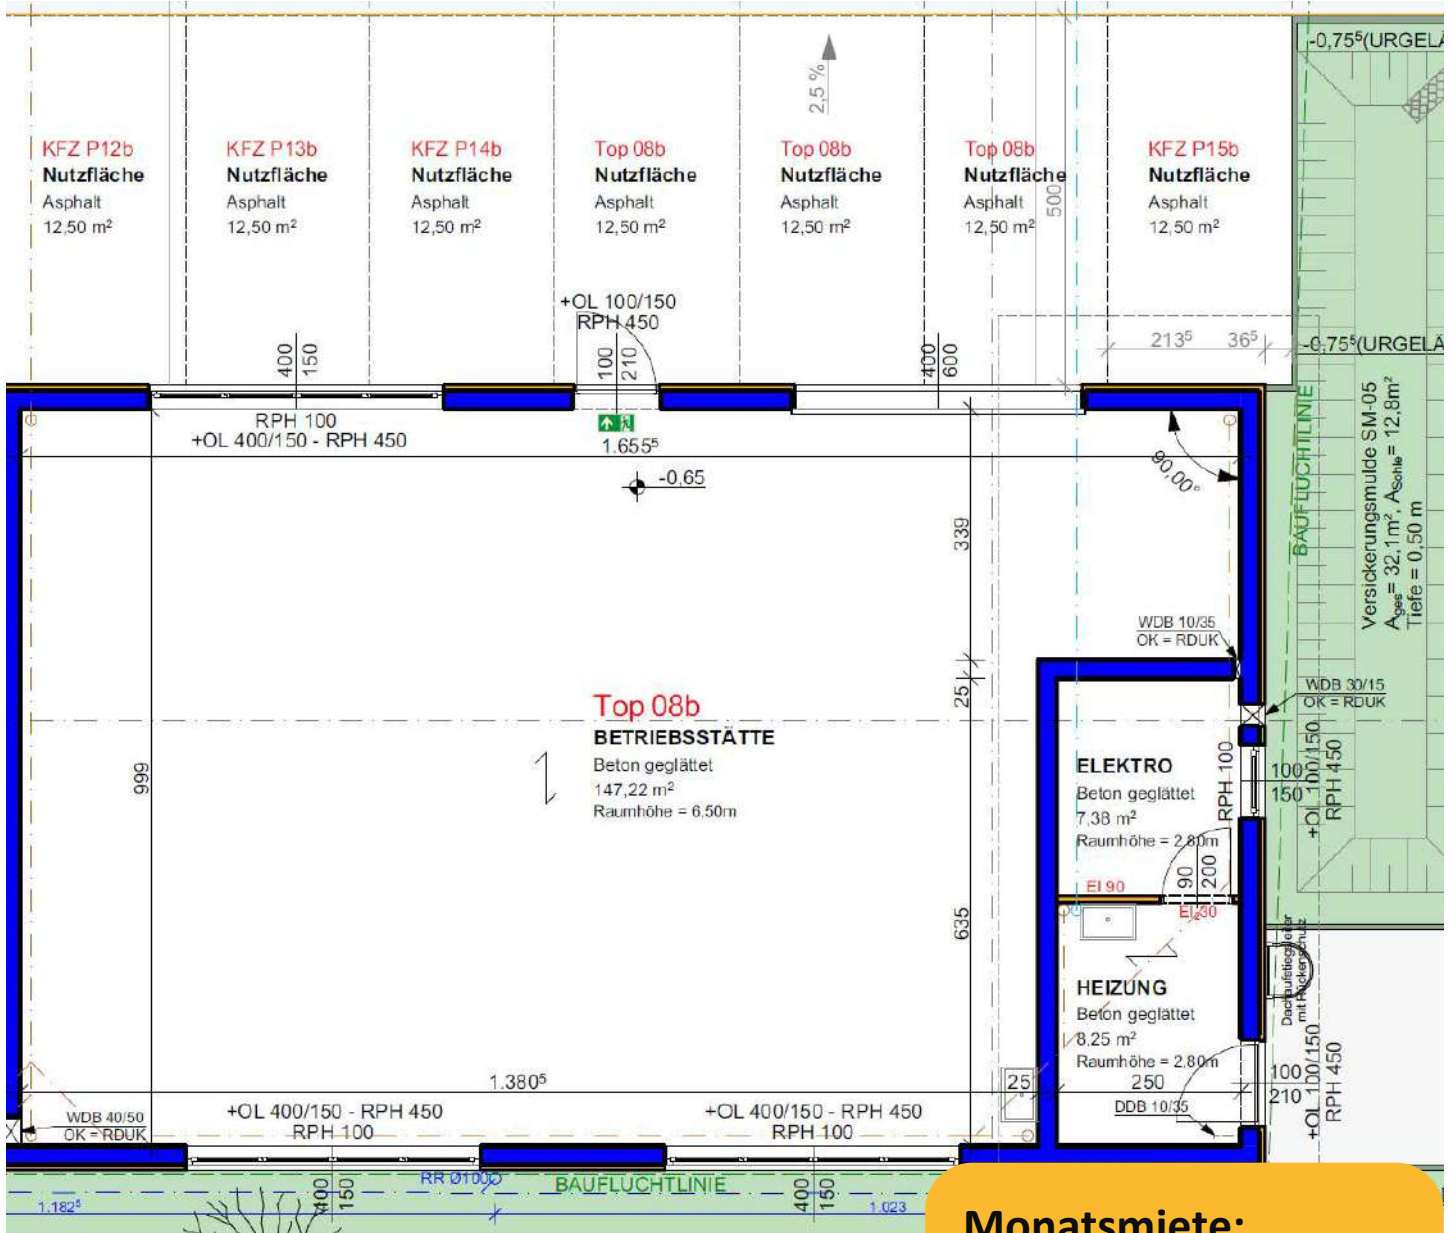 -0,75⁵(URGELÄ
2,5 %
KFZ P12b
Nutzfläche
Asphalt
12,50 m²
KFZ P13b
Nutzfläche
Asphalt
12,50 m²
KFZ P14b
Nutzfläche
Asphalt
12,50 m²
Top 08b
Nutzfläche
Asphalt
12,50 m²
Top 08b
Nutzfläche
Asphalt
12,50 m²
Top 08b
Nutzfläche
Asphalt
12,50 m²
KFZ P15b
Nutzfläche
Asphalt
12,50 m²
500
+OL 100/150
RPH 450
400
150
100
210
400
600
213⁵
36⁵
-0,75⁵(URGELÄ
RPH 100
+OL 400/150 - RPH 450
1.655⁵
-0,65
90,00°
BAUFLUCHTLINIE
Versickerungsmulde SM-05
Ages= 32,1m², ASohle= 12,8m²
Tiefe = 0,50 m
339
WDB 10/35
OK = RDUK
25
WDB 30/15
OK = RDUK
Top 08b
BETRIEBSSTÄTTE
Beton geglättet
147,22 m²
Raumhöhe = 6,50m
999
ELEKTRO
Beton geglättet
7,38 m²
Raumhöhe = 2,80m
RPH 100
100
150
+OL 100/150
RPH 450
90
200
EI 90
EI₂30
635
HEIZUNG
Beton geglättet
8,25 m²
Raumhöhe = 2,80m
Dachaufstiegsleiter
mit Rückenschutz
1.380⁵
25
250
100
210
+OL 100/150
RPH 450
DDB 10/35
WDB 40/50
OK = RDUK
+OL 400/150 - RPH 450
RPH 100
+OL 400/150 - RPH 450
RPH 100
RR Ø100
BAUFLUCHTLINIE
400
150
400
150
1.182⁵
1.023
Monatsmiete: